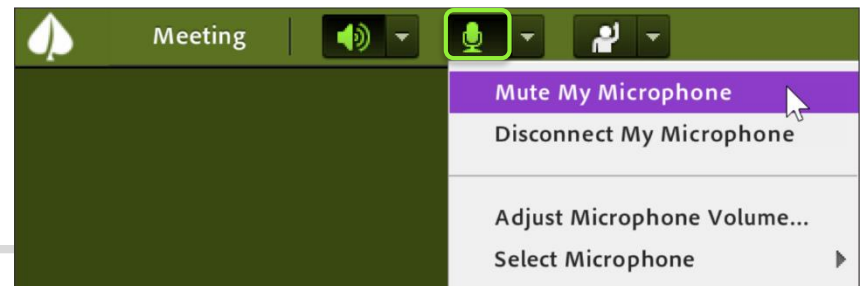 Meeting
Mute My Microphone
Disconnect My Microphone
Adjust Microphone Volume...
Select Microphone